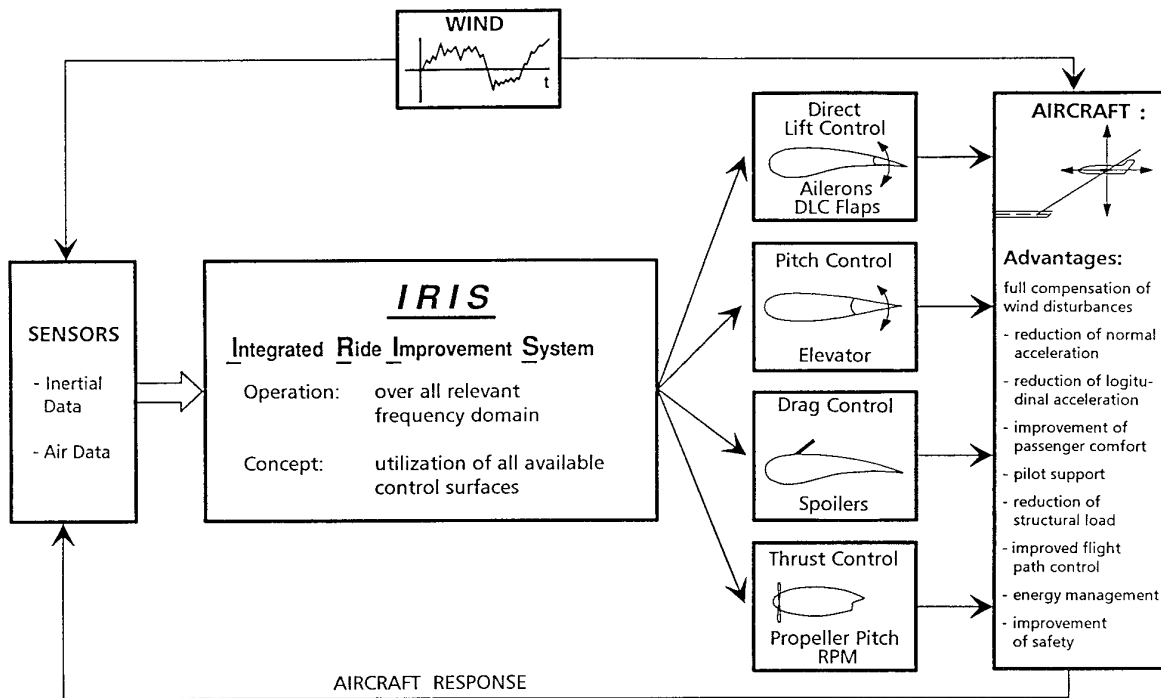 WIND
t
SENSORS
- Inertial
Data
- Air Data
IRIS
Integrated Ride Improvement System
Operation: over all relevant
frequency domain
Concept: utilization of all available
control surfaces
Direct
Lift Control
Ailerons
DLC Flaps
Pitch Control
Elevator
Drag Control
Spoilers
Thrust Control
Propeller Pitch
RPM
AIRCRAFT :
Advantages:
full compensation of
wind disturbances
- reduction of normal
acceleration
- reduction of logitu-
dinal acceleration
- improvement of
passenger comfort
- pilot support
- reduction of
structural load
- improved flight
path control
- energy management
- improvement
of safety
AIRCRAFT RESPONSE